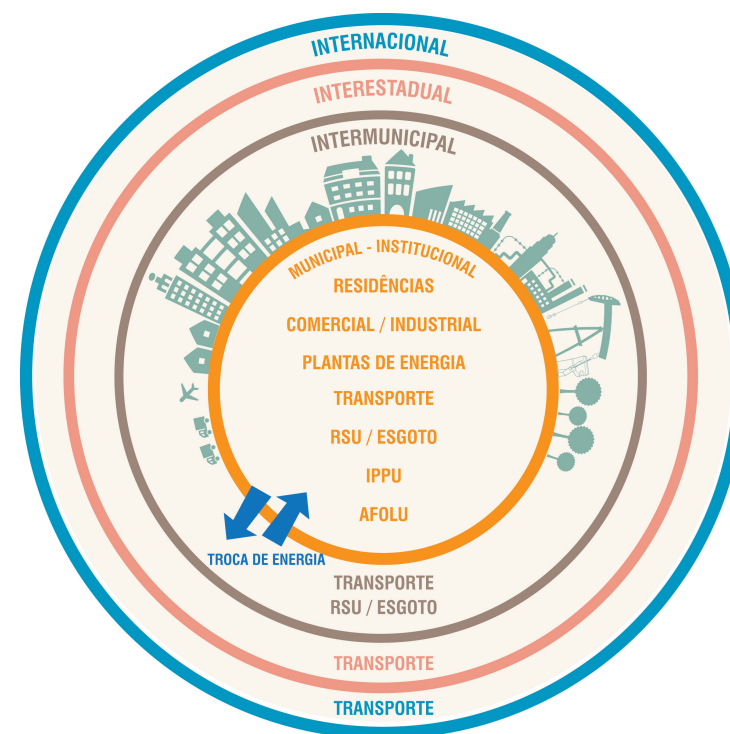 INTERNACIONAL
INTERESTADUAL
INTERMUNICIPAL
MUNICIPAL - INSTITUCIONAL
RESIDÊNCIAS
COMERCIAL / INDUSTRIAL
PLANTAS DE ENERGIA
TRANSPORTE
RSU / ESGOTO
IPPU
AFOLU
TROCA DE ENERGIA
TRANSPORTE
RSU / ESGOTO
TRANSPORTE
TRANSPORTE